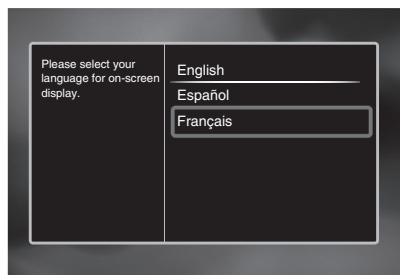 Please select your
language for on-screen
display.
English
Español
Français